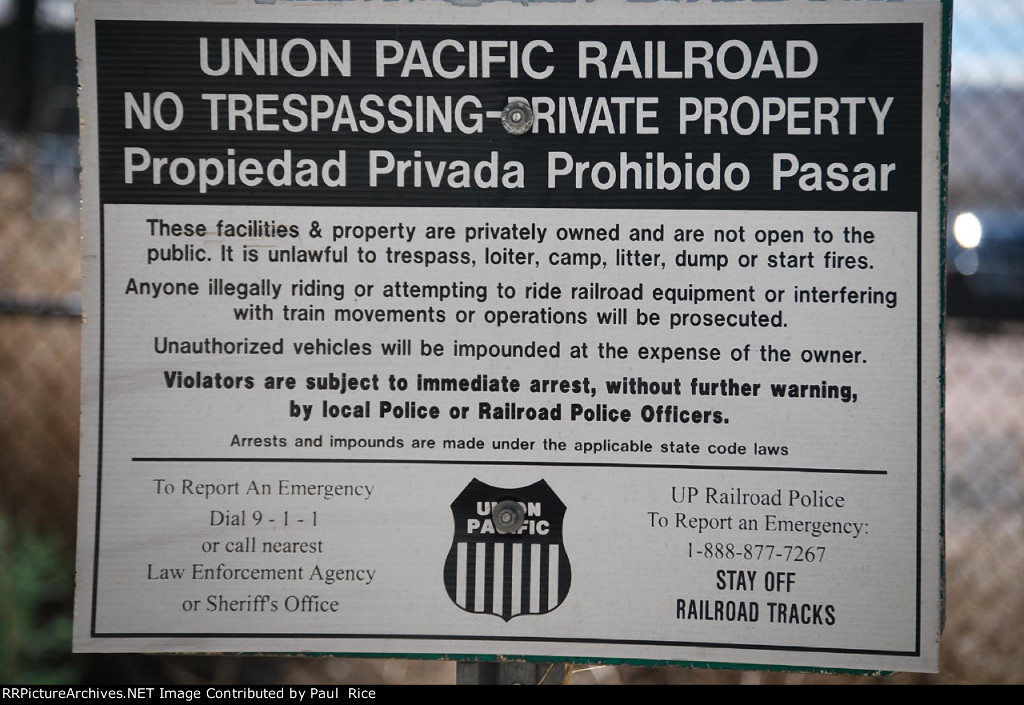 UNION PACIFIC RAILROAD
NO TRESPASSING-PRIVATE PROPERTY
Propiedad Privada Prohibido Pasar
These facilities & property are privately owned and are not open to the
public. It is unlawful to trespass, loiter, camp, litter, dump or start fires.
Anyone illegally riding or attempting to ride railroad equipment or interfering
with train movements or operations will be prosecuted.
Unauthorized vehicles will be impounded at the expense of the owner.
Violators are subject to immediate arrest, without further warning,
by local Police or Railroad Police Officers.
Arrests and impounds are made under the applicable state code laws
To Report An Emergency
Dial 9 - 1 - 1
or call nearest
Law Enforcement Agency
or Sheriff's Office
UNION
PACIFIC
UP Railroad Police
To Report an Emergency:
1-888-877-7267
STAY OFF
RAILROAD TRACKS
RRPictureArchives.NET Image Contributed by Paul Rice